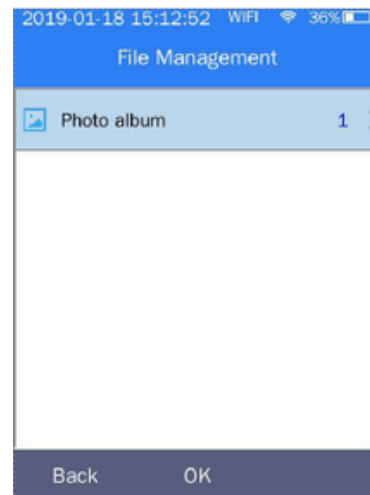 2019-01-18 15:12:52 WIFI 36%
File Management
Photo album 1
Back OK